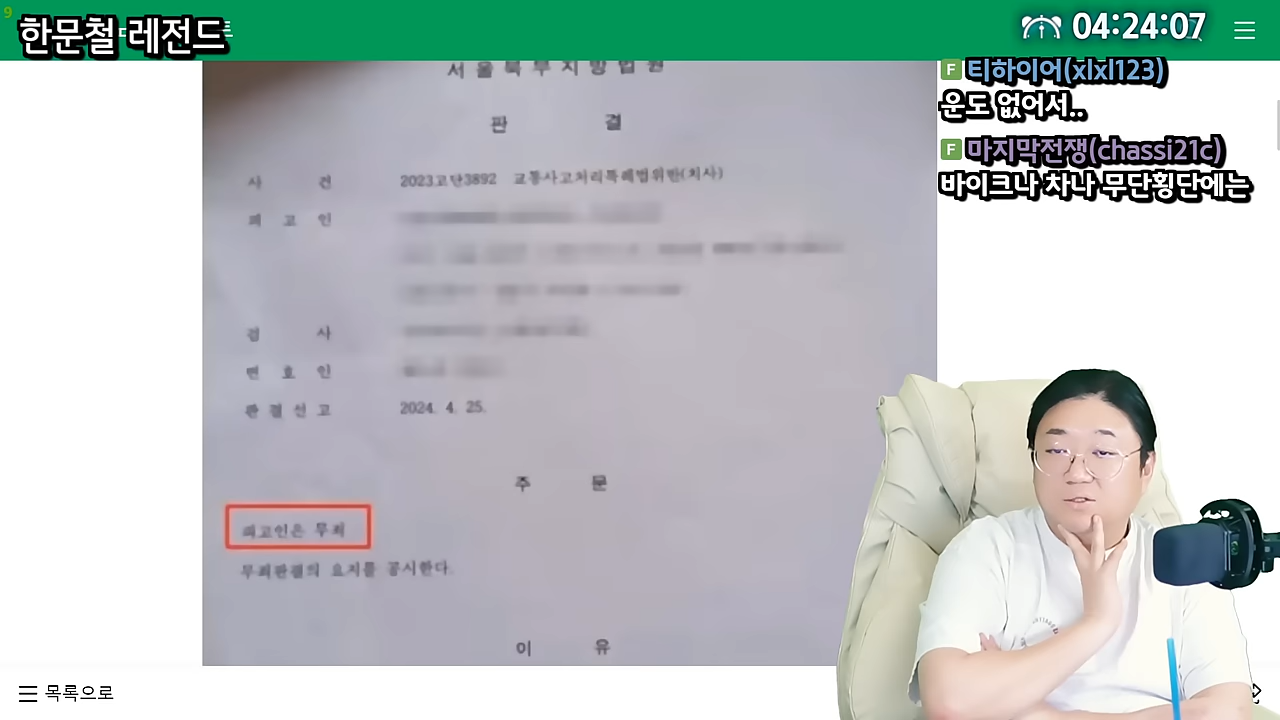 9
한문철 레전드
04:24:07
F 티하이어(xlxl123)
운도 없어서..
F 마지막전쟁(chassi21c)
바이크나 차나 무단횡단에는
서울북부지방법원
판 결
사 건 2023고단3892 교통사고처리특례법위반(치사)
피 고 인
검 사
변 호 인
판 결 선 고 2024. 4. 25.
주 문
피고인은 무죄
무죄판결의 요지를 공시한다.
이 유
목록으로